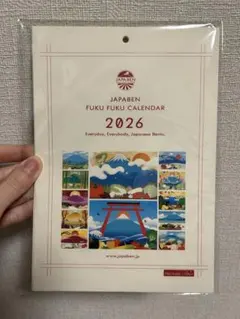 JAPABEN
JAPABEN
FUKU FUKU CALENDAR
2026
Everyday, Everybody, Japanese Bento.
www.japaben.jp